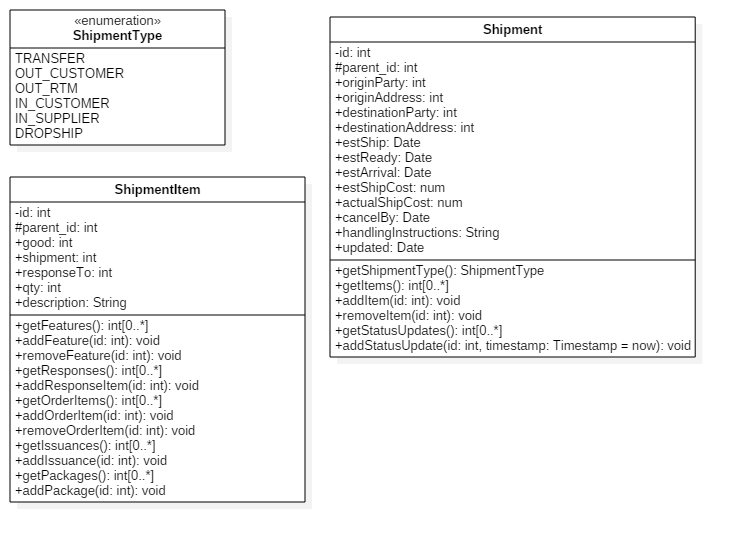 «enumeration»
ShipmentType
TRANSFER
OUT_CUSTOMER
OUT_RTM
IN_CUSTOMER
IN_SUPPLIER
DROPSHIP
Shipment
-id: int
#parent_id: int
+originParty: int
+originAddress: int
+destinationParty: int
+destinationAddress: int
+estShip: Date
+estReady: Date
+estArrival: Date
+estShipCost: num
+actualShipCost: num
+cancelBy: Date
+handlingInstructions: String
+updated: Date
+getShipmentType(): ShipmentType
+getItems(): int[0..*]
+addItem(id: int): void
+removeItem(id: int): void
+getStatusUpdates(): int[0..*]
+addStatusUpdate(id: int, timestamp: Timestamp = now): void
ShipmentItem
-id: int
#parent_id: int
+good: int
+shipment: int
+responseTo: int
+qty: int
+description: String
+getFeatures(): int[0..*]
+addFeature(id: int): void
+removeFeature(id: int): void
+getResponses(): int[0..*]
+addResponseItem(id: int): void
+getOrderItems(): int[0..*]
+addOrderItem(id: int): void
+removeOrderItem(id: int): void
+getIssuances(): int[0..*]
+addIssuance(id: int): void
+getPackages(): int[0..*]
+addPackage(id: int): void